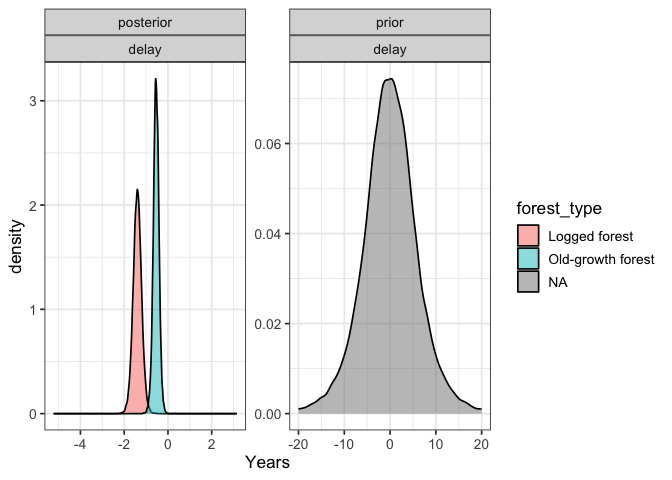 posterior
prior
delay
delay
density
3
2
1
0
0.06
0.04
0.02
0.00
-4 -2 0 2
-20 -10 0 10 20
Years
forest_type
Logged forest
Old-growth forest
NA